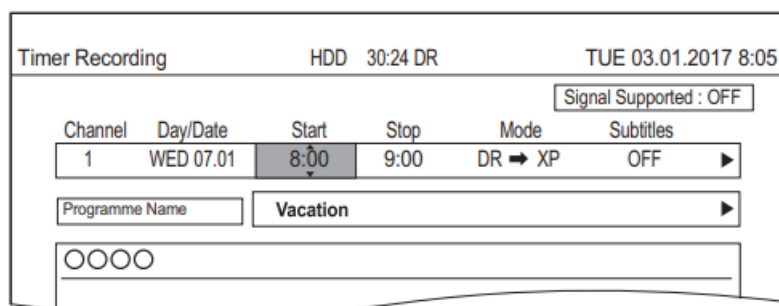 Timer Recording HDD 30:24 DR TUE 03.01.2017 8:05
Signal Supported : OFF
Channel Day/Date Start Stop Mode Subtitles
1 WED 07.01 8:00 9:00 DR ➡ XP OFF ▶
Programme Name Vacation ▶
○○○○